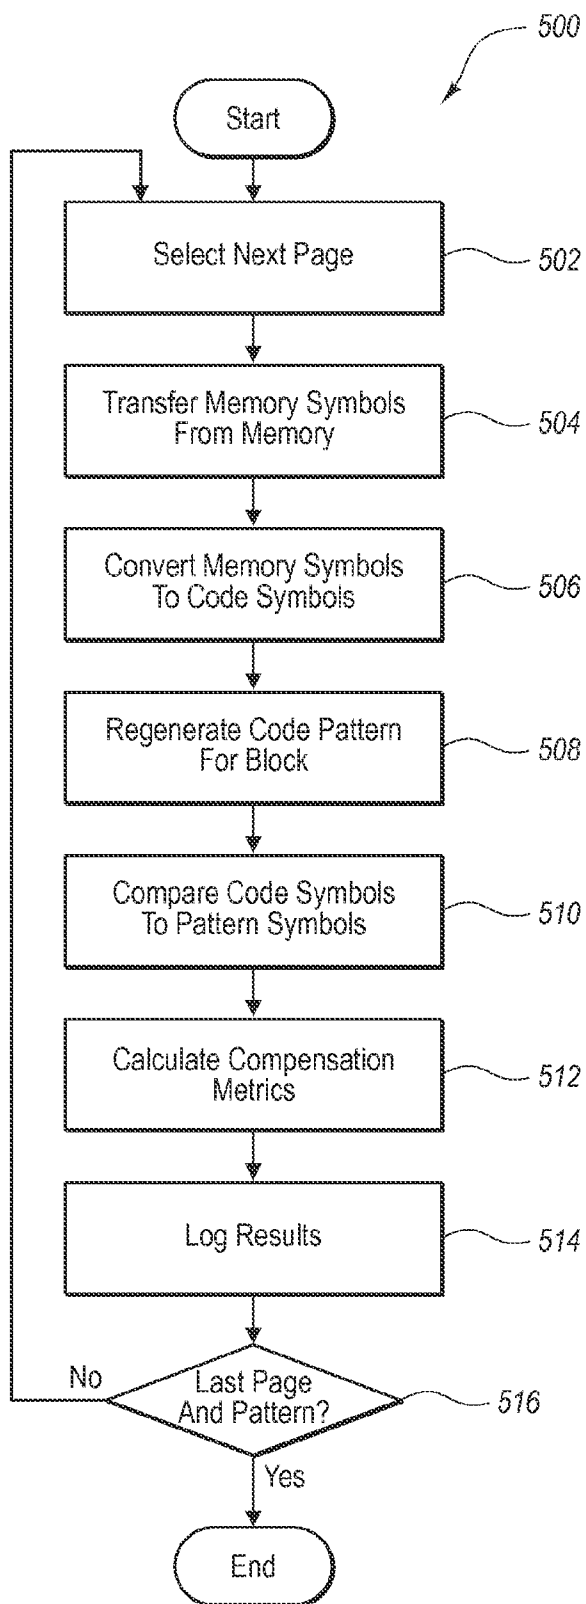 500
Start
Select Next Page
502
Transfer Memory Symbols
From Memory
504
Convert Memory Symbols
To Code Symbols
506
Regenerate Code Pattern
For Block
508
Compare Code Symbols
To Pattern Symbols
510
Calculate Compensation
Metrics
512
Log Results
514
No
Last Page
And Pattern?
516
Yes
End